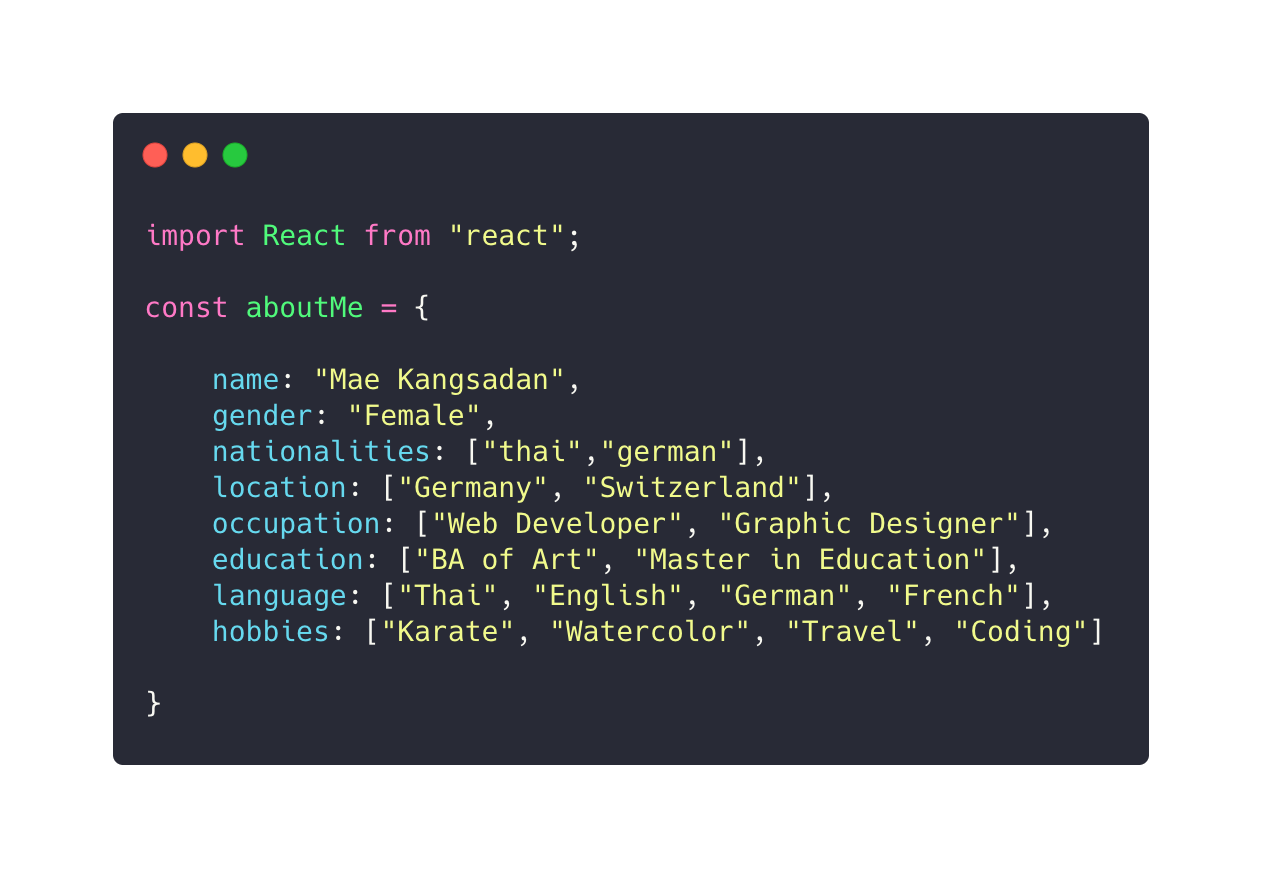 import React from "react";
const aboutMe = {
name: "Mae Kangsadan",
gender: "Female",
nationalities: ["thai","german"],
location: ["Germany", "Switzerland"],
occupation: ["Web Developer", "Graphic Designer"],
education: ["BA of Art", "Master in Education"],
language: ["Thai", "English", "German", "French"],
hobbies: ["Karate", "Watercolor", "Travel", "Coding"]
}